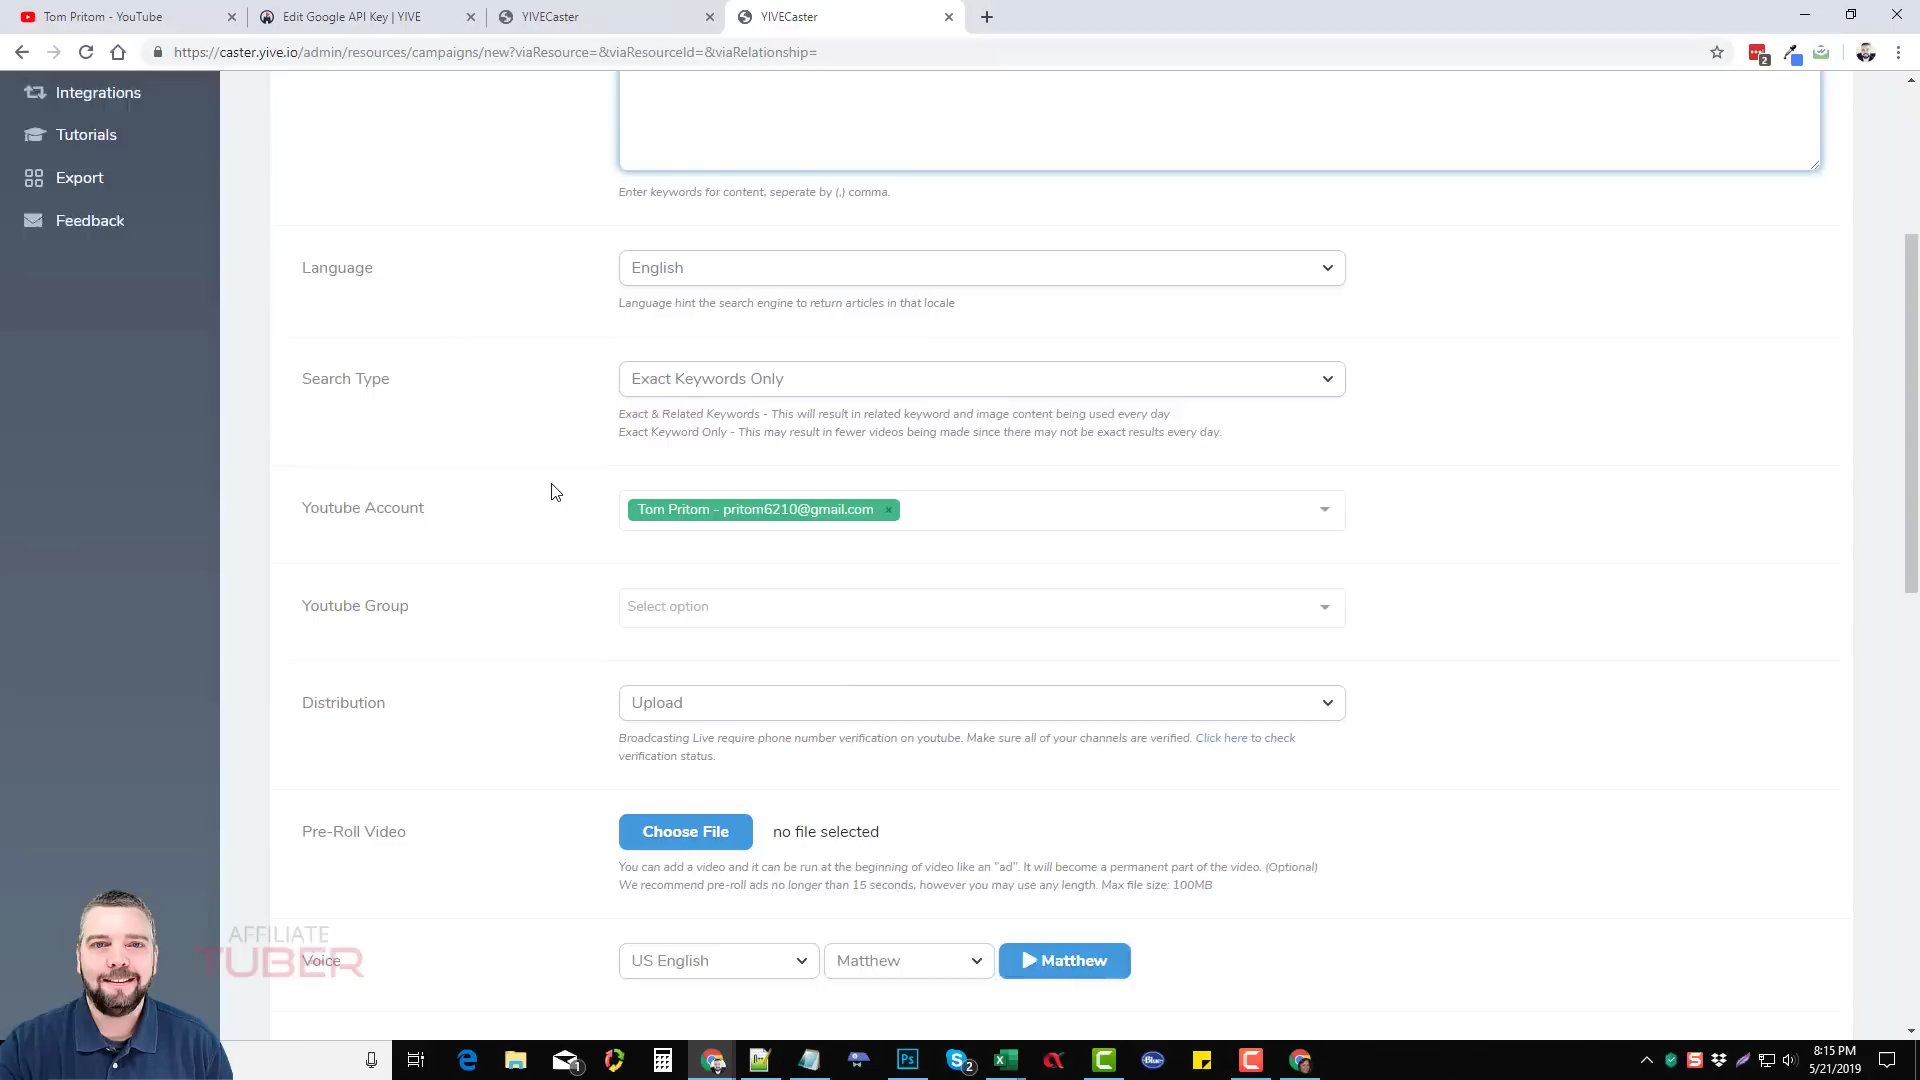 Tom Pritom - YouTube
Edit Google API Key | YIVE
YIVECaster
YIVECaster
https://caster.yive.io/admin/resources/campaigns/new?viaResource=&viaResourceId=&viaRelationship=
2
Integrations
Tutorials
Export
Feedback
Enter keywords for content, seperate by (,) comma.
Language
English
Language hint the search engine to return articles in that locale
Search Type
Exact Keywords Only
Exact & Related Keywords - This will result in related keyword and image content being used every day
Exact Keyword Only - This may result in fewer videos being made since there may not be exact results every day.
Youtube Account
Tom Pritom - pritom6210@gmail.com ×
Youtube Group
Select option
Distribution
Upload
Broadcasting Live require phone number verification on youtube. Make sure all of your channels are verified. Click here to check
verification status.
Pre-Roll Video
Choose File
no file selected
You can add a video and it can be run at the beginning of video like an "ad". It will become a permanent part of the video. (Optional)
We recommend pre-roll ads no longer than 15 seconds, however you may use any length. Max file size: 100MB
AFFILIATE
TUBER
Voice
US English
Matthew
Matthew
1
Ps
2
8:15 PM
5/21/2019